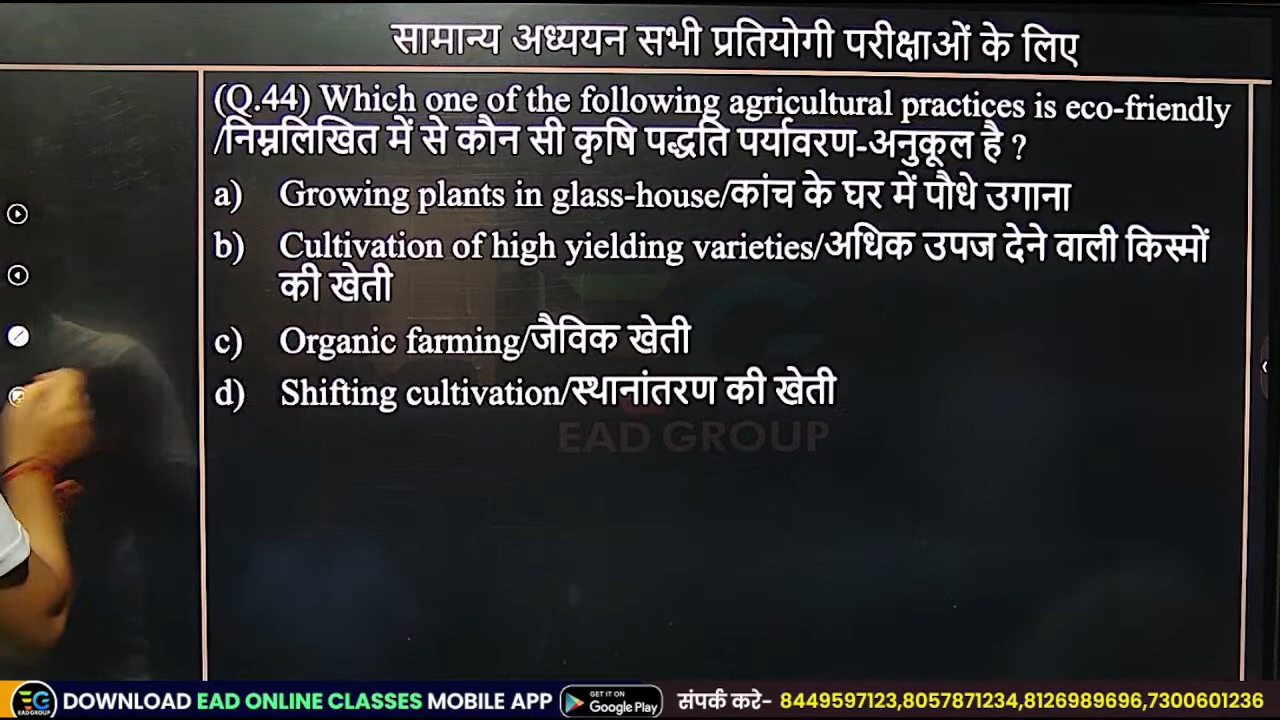 सामान्य अध्ययन सभी प्रतियोगी परीक्षाओं के लिए
(Q.44) Which one of the following agricultural practices is eco-friendly
/निम्नलिखित में से कौन सी कृषि पद्धति पर्यावरण-अनुकूल है ?
a) Growing plants in glass-house/कांच के घर में पौधे उगाना
b) Cultivation of high yielding varieties/अधिक उपज देने वाली किस्मों
की खेती
c) Organic farming/जैविक खेती
d) Shifting cultivation/स्थानांतरण की खेती
EAD GROUP
EAD GROUP
DOWNLOAD EAD ONLINE CLASSES MOBILE APP
GET IT ON
Google Play
संपर्क करे- 8449597123,8057871234,8126989696,7300601236